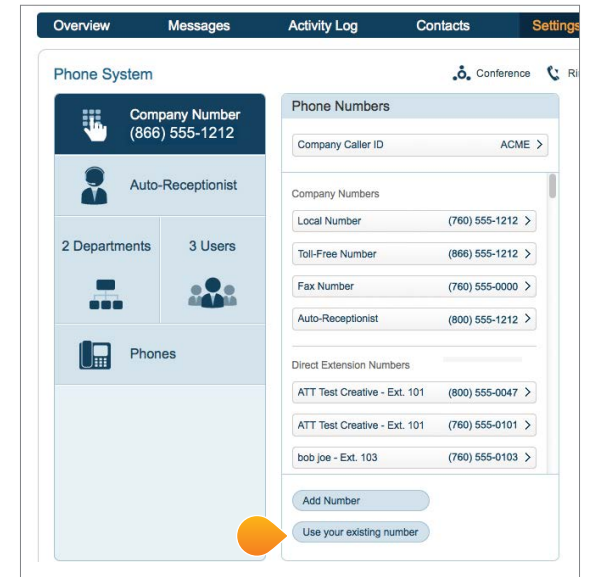 Overview Messages Activity Log Contacts Settings
Phone System
Conference
Company Number
(866) 555-1212
Auto-Receptionist
2 Departments 3 Users
Phones
Phone Numbers
Company Caller ID ACME >
Company Numbers
Local Number (760) 555-1212 >
Toll-Free Number (866) 555-1212 >
Fax Number (760) 555-0000 >
Auto-Receptionist (800) 555-1212 >
Direct Extension Numbers
ATT Test Creative - Ext. 101 (800) 555-0047 >
ATT Test Creative - Ext. 101 (760) 555-0101 >
bob joe - Ext. 103 (760) 555-0103 >
Add Number
Use your existing number